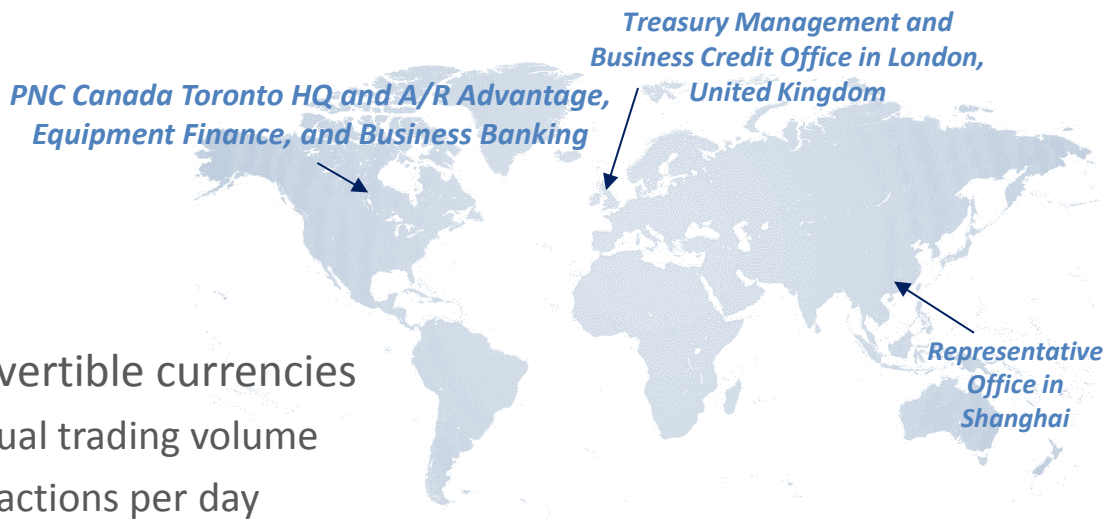 Treasury Management and
Business Credit Office in London,
United Kingdom
PNC Canada Toronto HQ and A/R Advantage,
Equipment Finance, and Business Banking
Representative
Office in
Shanghai
vertible currencies
ual trading volume
actions per day